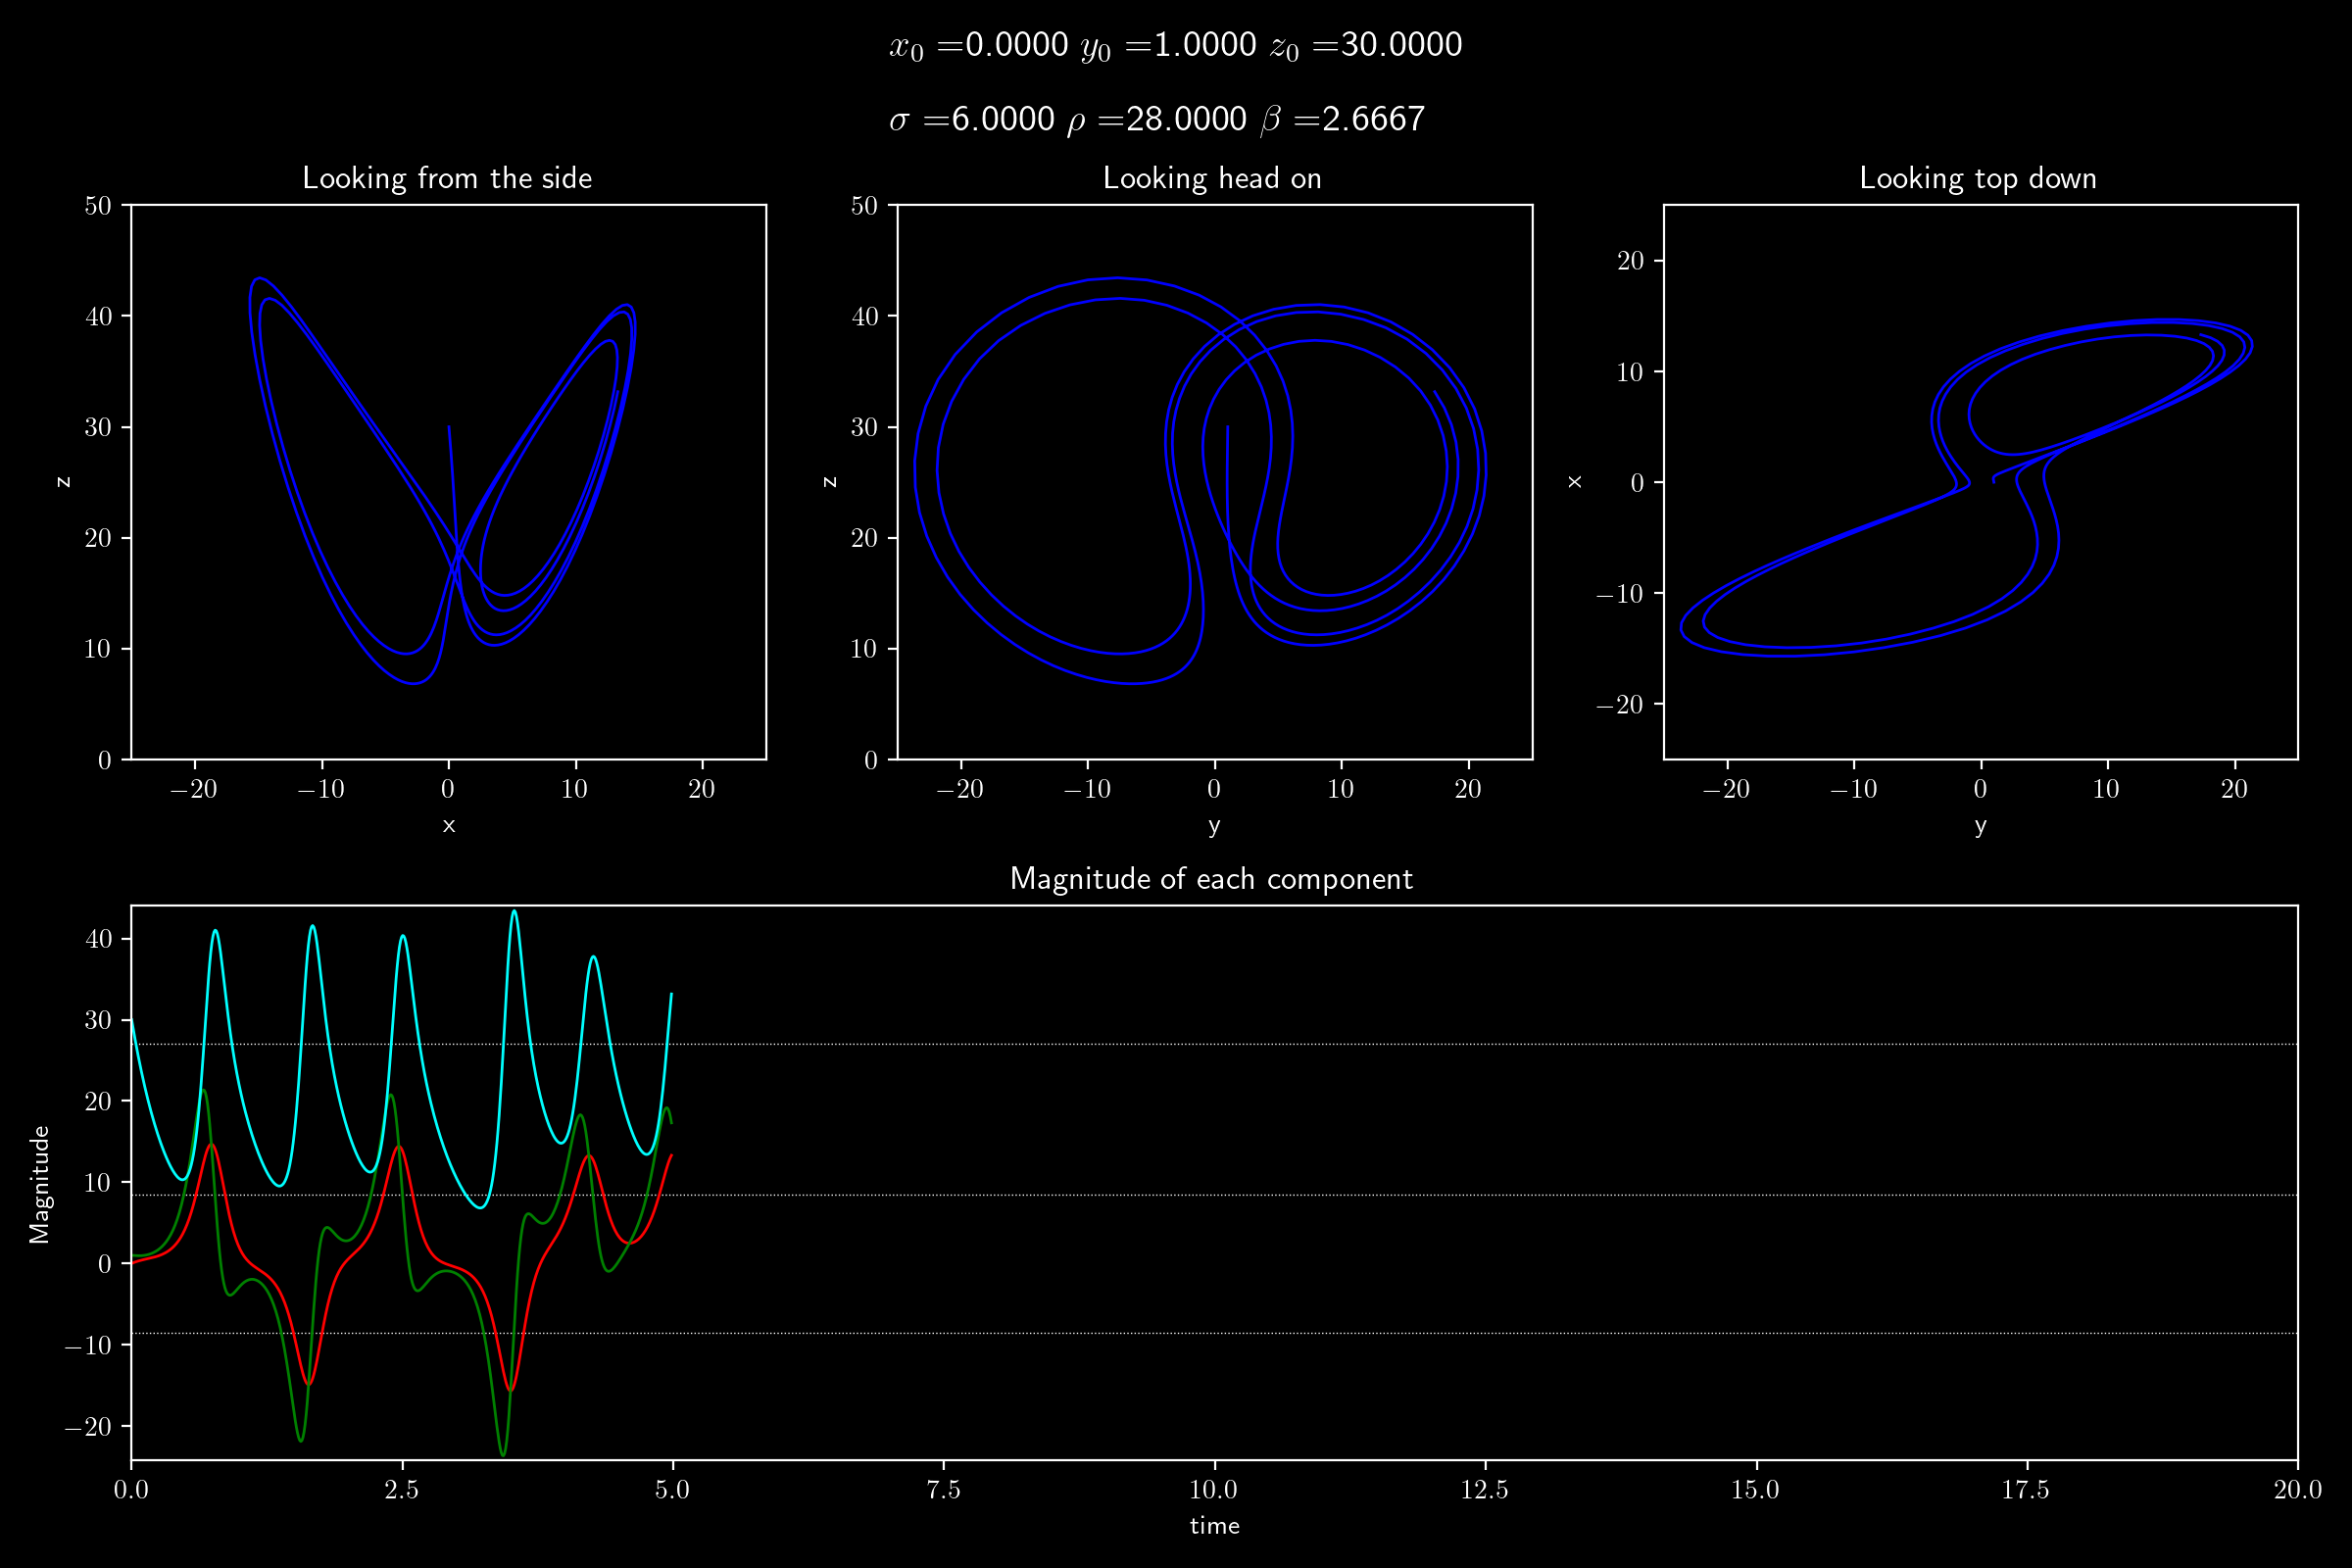 x₀ =0.0000 y₀ =1.0000 z₀ =30.0000
σ =6.0000 ρ =28.0000 β =2.6667
Looking from the side
50
40
30
20
10
0
z
−20 −10 0 10 20
x
Looking head on
50
40
30
20
10
0
z
−20 −10 0 10 20
y
Looking top down
20
10
0
−10
−20
x
−20 −10 0 10 20
y
Magnitude of each component
40
30
20
10
0
−10
−20
Magnitude
0.0 2.5 5.0 7.5 10.0 12.5 15.0 17.5 20.0
time